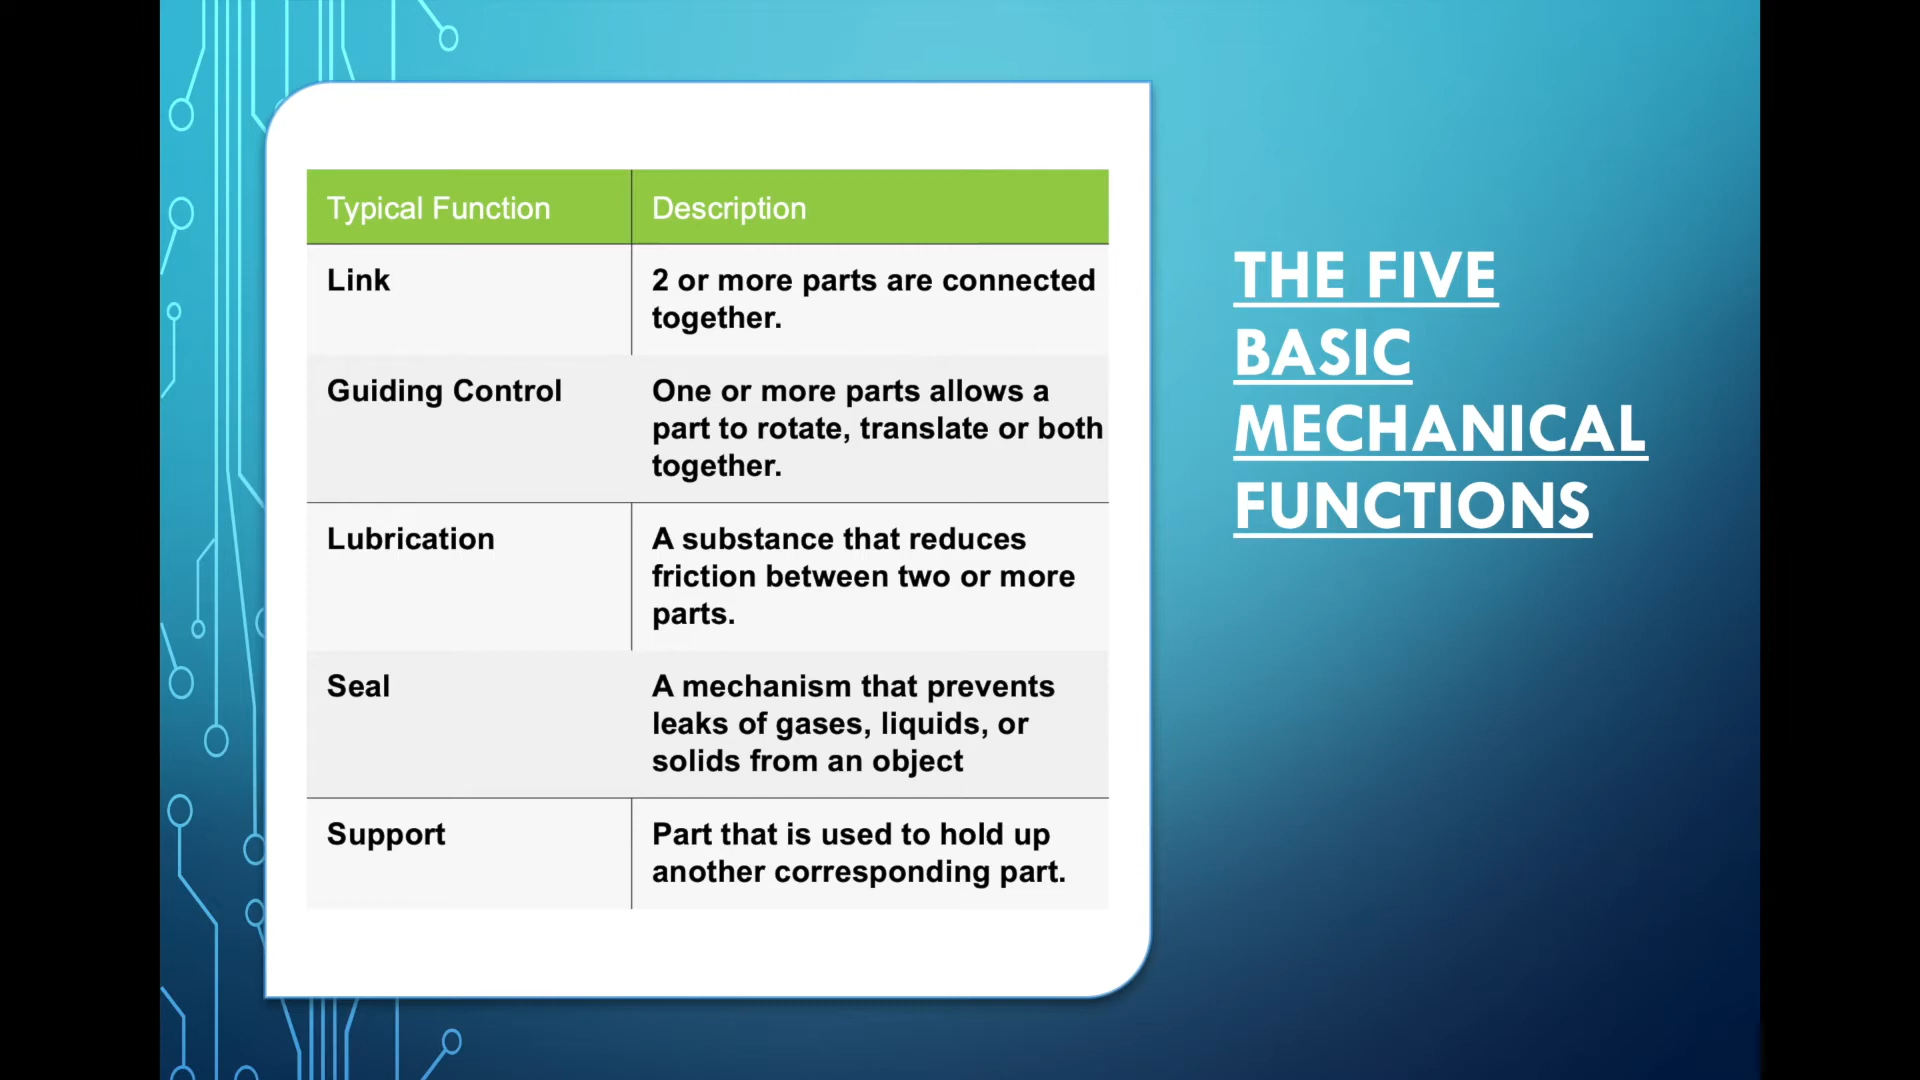 Typical Function
Description
Link
2 or more parts are connected
together.
Guiding Control
One or more parts allows a
part to rotate, translate or both
together.
Lubrication
A substance that reduces
friction between two or more
parts.
Seal
A mechanism that prevents
leaks of gases, liquids, or
solids from an object
Support
Part that is used to hold up
another corresponding part.
THE FIVE
BASIC
MECHANICAL
FUNCTIONS